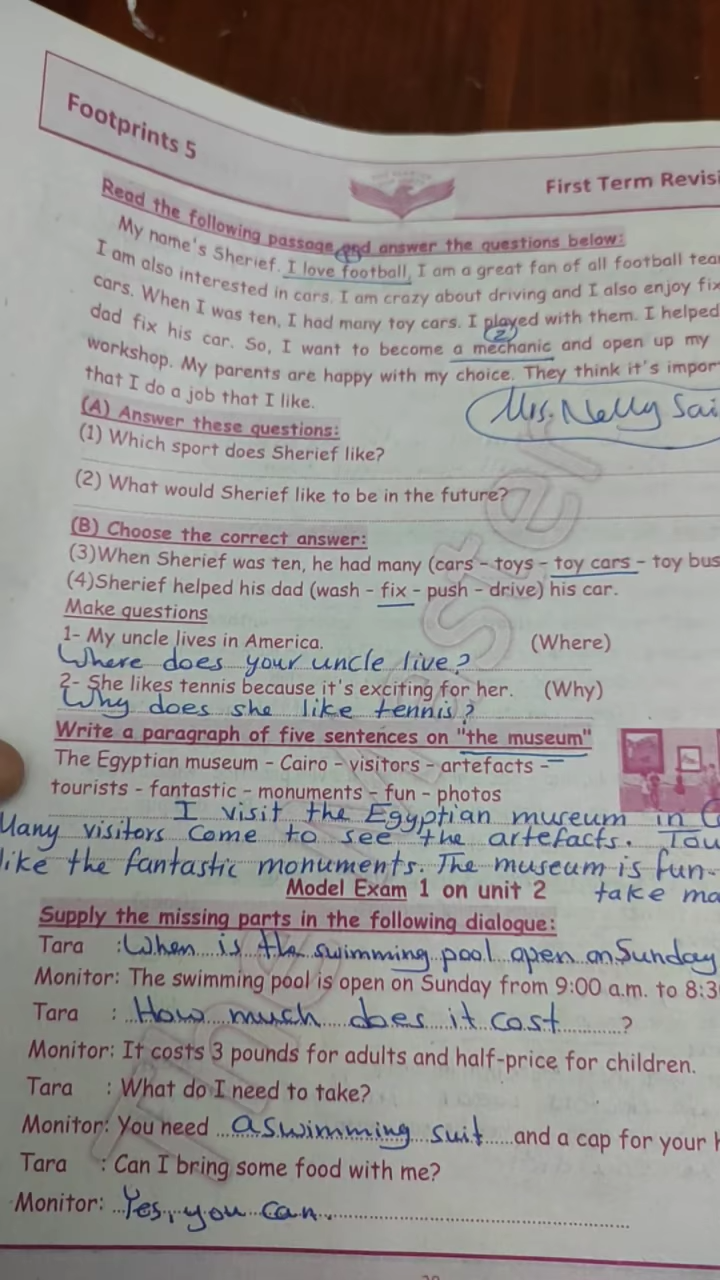 Footprints 5
First Term Revisi
Read the following passage and answer the questions below:
My name's Sherief. I love football. I am a great fan of all football tea
I am also interested in cars. I am crazy about driving and I also enjoy fix
cars. When I was ten, I had many toy cars. I played with them. I helped
dad fix his car. So, I want to become a mechanic and open up my
workshop. My parents are happy with my choice. They think it's impor
that I do a job that I like.
Mrs. Nelly Sai
(A) Answer these questions:
(1) Which sport does Sherief like?
(2) What would Sherief like to be in the future?
(B) Choose the correct answer:
(3)When Sherief was ten, he had many (cars - toys - toy cars - toy bus
(4)Sherief helped his dad (wash - fix - push - drive) his car.
Make questions
1- My uncle lives in America. (Where)
Where does your uncle live?
2- She likes tennis because it's exciting for her. (Why)
Why does she like tennis?
Write a paragraph of five sentences on "the museum"
The Egyptian museum - Cairo - visitors - artefacts -
tourists - fantastic - monuments - fun - photos
I visit the Egyptian museum in C
Many visitors come to see the artefacts. Tou
like the fantastic monuments. The museum is fun.
take ma
Model Exam 1 on unit 2
Supply the missing parts in the following dialogue:
Tara : When is the swimming pool open on Sunday
Monitor: The swimming pool is open on Sunday from 9:00 a.m. to 8:3
Tara : How much does it cost ?
Monitor: It costs 3 pounds for adults and half-price for children.
Tara : What do I need to take?
Monitor: You need a swimming suit and a cap for your h
Tara : Can I bring some food with me?
Monitor: Yes, you can.